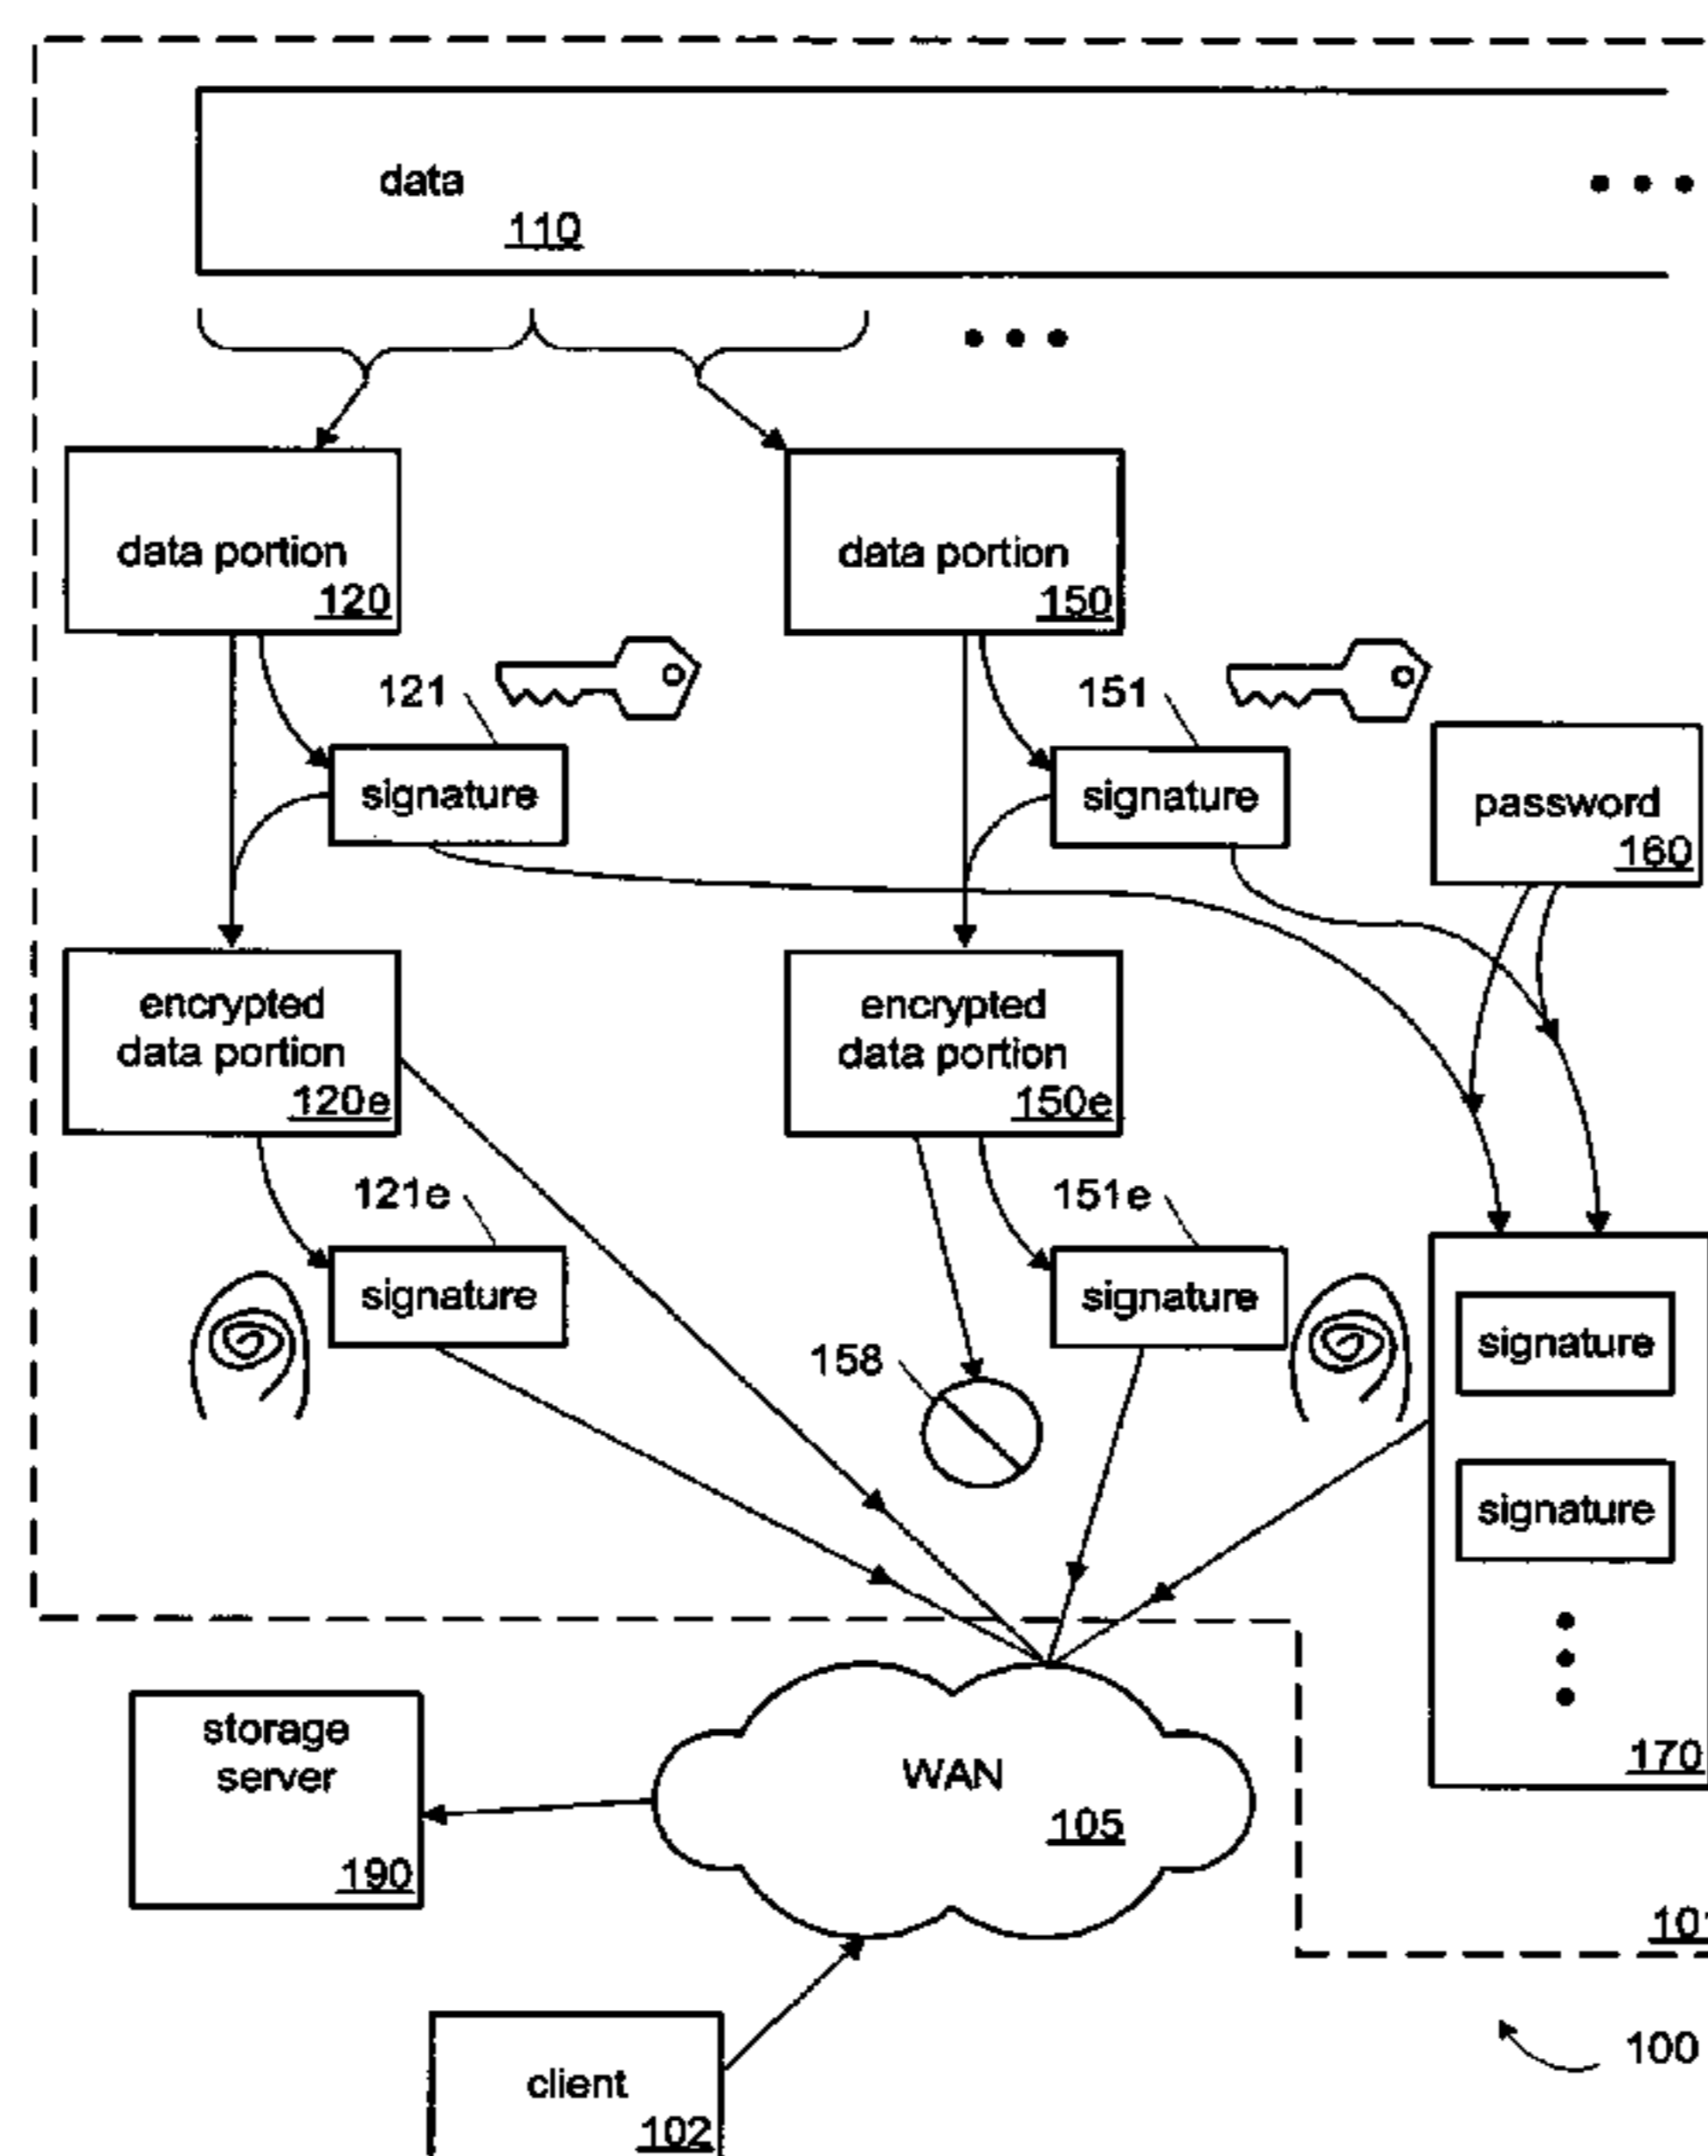 data
110
data portion
120
data portion
150
121
151
signature
signature
password
160
encrypted
data portion
120e
encrypted
data portion
150e
121e
151e
signature
signature
158
signature
signature
170
storage
server
190
WAN
105
101
100
client
102